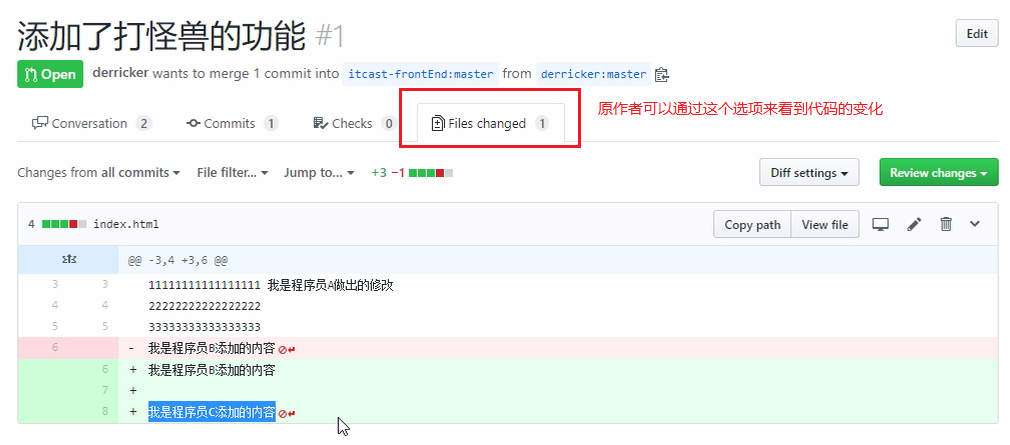 添加了打怪兽的功能 #1
Edit
Open derricker wants to merge 1 commit into itcast-frontEnd:master from derricker:master
Conversation 2 Commits 1 Checks 0 Files changed 1
原作者可以通过这个选项来看到代码的变化
Changes from all commits File filter... Jump to... +3 −1 Diff settings Review changes
4 index.html Copy path View file
@@ -3,4 +3,6 @@
3 3 11111111111111111 我是程序员A做出的修改
4 4 22222222222222222
5 5 33333333333333333
6 - 我是程序员B添加的内容
6 + 我是程序员B添加的内容
7 +
8 + 我是程序员C添加的内容